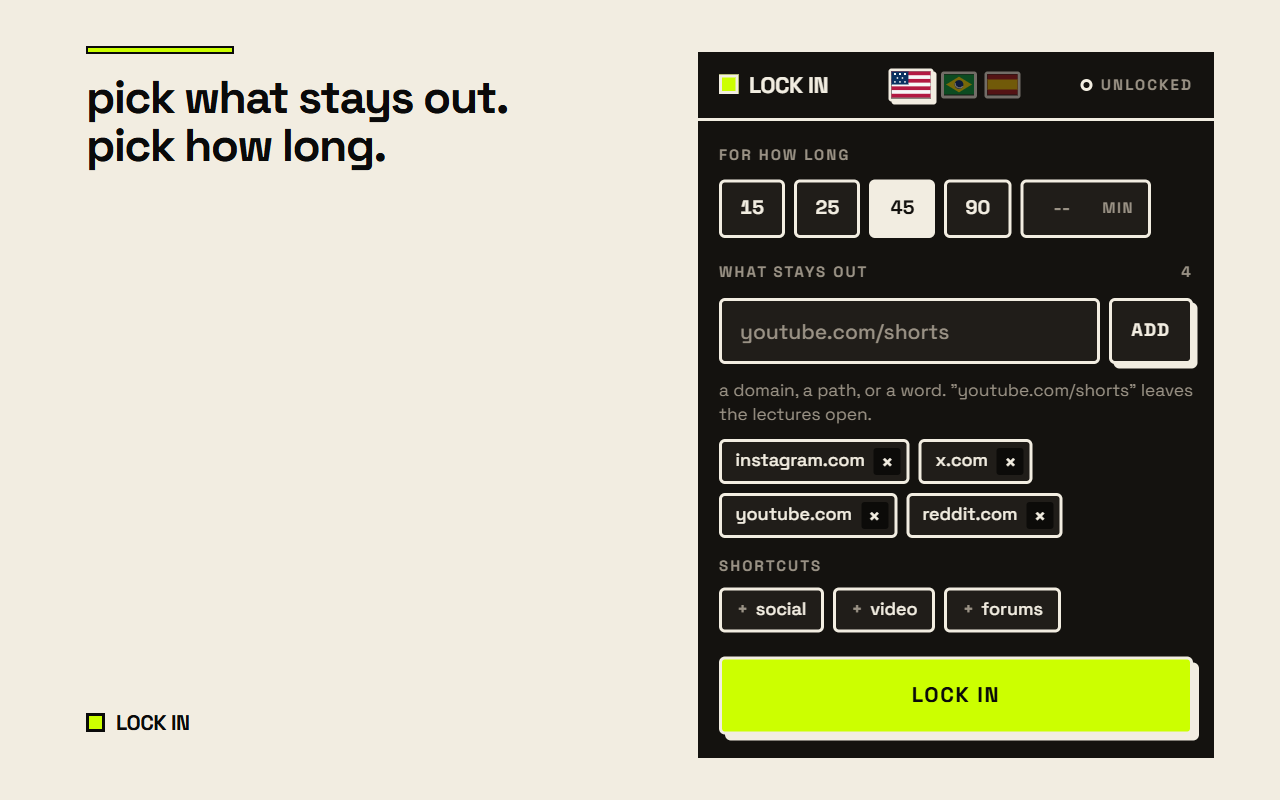 pick what stays out.
pick how long.
LOCK IN
LOCK IN
UNLOCKED
FOR HOW LONG
15 25 45 90 -- MIN
WHAT STAYS OUT 4
youtube.com/shorts ADD
a domain, a path, or a word. "youtube.com/shorts" leaves
the lectures open.
instagram.com × x.com ×
youtube.com × reddit.com ×
SHORTCUTS
+ social + video + forums
LOCK IN